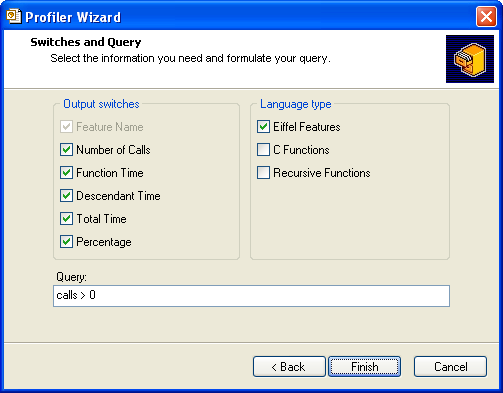 Profiler Wizard
Switches and Query
Select the information you need and formulate your query.
Output switches
Feature Name
Number of Calls
Function Time
Descendant Time
Total Time
Percentage
Language type
Eiffel Features
C Functions
Recursive Functions
Query:
calls > 0
< Back
Finish
Cancel